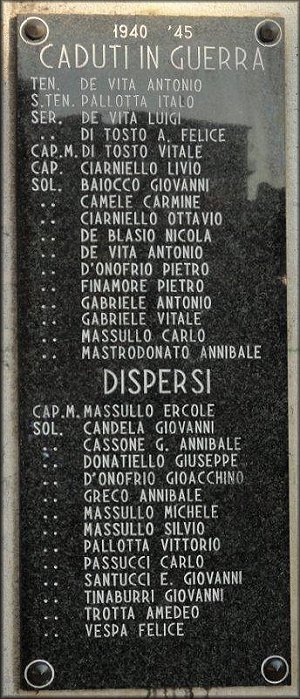 1940 '45
CADUTI IN GUERRA
TEN. DE VITA ANTONIO
S.TEN. PALLOTTA ITALO
SER. DE VITA LUIGI
.. DI TOSTO A. FELICE
CAP.M. DI TOSTO VITALE
CAP. CIARNIELLO LIVIO
SOL. BAIOCCO GIOVANNI
.. CAMELE CARMINE
.. CIARNIELLO OTTAVIO
.. DE BLASIO NICOLA
.. DE VITA ANTONIO
.. D'ONOFRIO PIETRO
.. FINAMORE PIETRO
.. GABRIELE ANTONIO
.. GABRIELE VITALE
.. MASSULLO CARLO
.. MASTRODONATO ANNIBALE
DISPERSI
CAP.M. MASSULLO ERCOLE
SOL. CANDELA GIOVANNI
.. CASSONE G. ANNIBALE
.. DONATIELLO GIUSEPPE
.. D'ONOFRIO GIOACCHINO
.. GRECO ANNIBALE
.. MASSULLO MICHELE
.. MASSULLO SILVIO
.. PALLOTTA VITTORIO
.. PASSUCCI CARLO
.. SANTUCCI E. GIOVANNI
.. TINABURRI GIOVANNI
.. TROTTA AMEDEO
.. VESPA FELICE